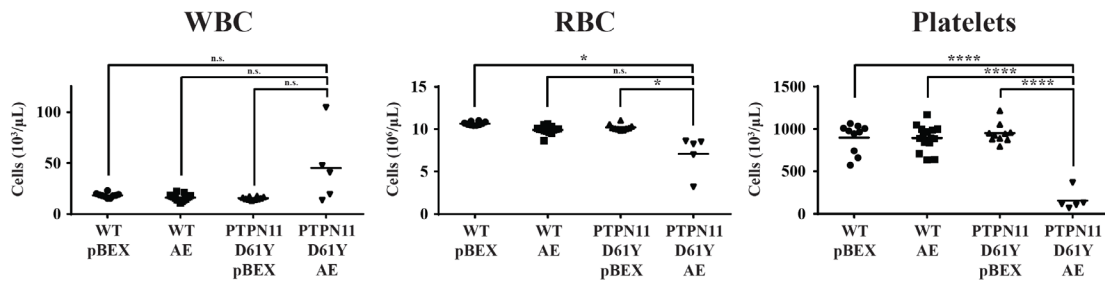 WBC
n.s.
n.s.
n.s.
Cells (10³/µL)
100
50
0
WT
pBEX
WT
AE
PTPN11
D61Y
pBEX
PTPN11
D61Y
AE
RBC
*
n.s.
*
Cells (10⁶/µL)
15
10
5
0
WT
pBEX
WT
AE
PTPN11
D61Y
pBEX
PTPN11
D61Y
AE
Platelets
****
****
****
Cells (10³/µL)
1500
1000
500
0
WT
pBEX
WT
AE
PTPN11
D61Y
pBEX
PTPN11
D61Y
AE